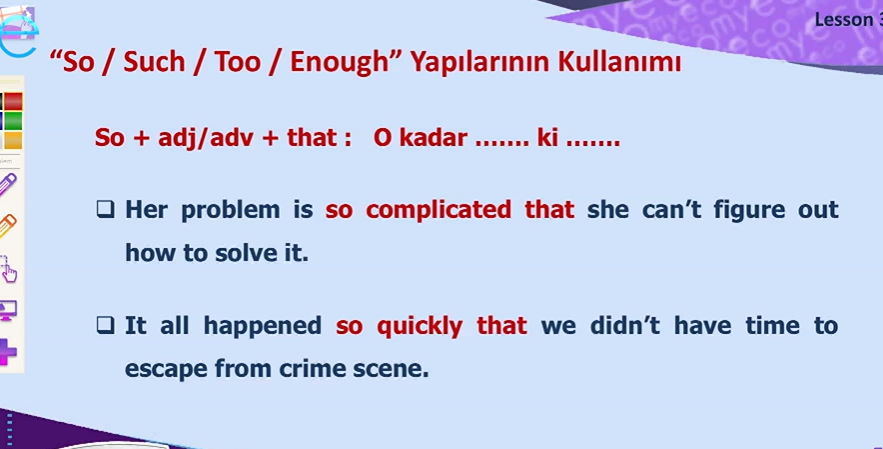 Lesson
“So / Such / Too / Enough” Yapılarının Kullanımı
So + adj/adv + that : O kadar ....... ki .......
❑ Her problem is so complicated that she can’t figure out
how to solve it.
❑ It all happened so quickly that we didn’t have time to
escape from crime scene.